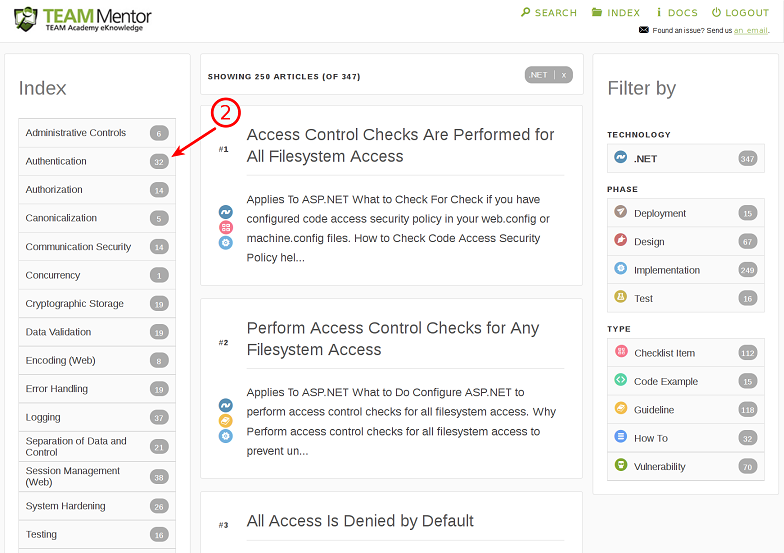 TEAM Mentor
TEAM Academy eKnowledge
SEARCH INDEX DOCS LOGOUT
Found an issue? Send us an email.
Index
Administrative Controls 6
Authentication 32
Authorization 14
Canonicalization 5
Communication Security 14
Concurrency 1
Cryptographic Storage 19
Data Validation 19
Encoding (Web) 8
Error Handling 19
Logging 37
Separation of Data and
Control 21
Session Management
(Web) 38
System Hardening 26
Testing 16
SHOWING 250 ARTICLES (OF 347)
.NET | x
2
#1
Access Control Checks Are Performed for
All Filesystem Access
Applies To ASP.NET What to Check For Check if you have
configured code access security policy in your web.config or
machine.config files. How to Check Code Access Security
Policy hel...
#2
Perform Access Control Checks for Any
Filesystem Access
Applies To ASP.NET What to Do Configure ASP.NET to
perform access control checks for all filesystem access. Why
Perform access control checks for all filesystem access to
prevent un...
#3
All Access Is Denied by Default
Filter by
TECHNOLOGY
.NET 347
PHASE
Deployment 15
Design 67
Implementation 249
Test 16
TYPE
Checklist Item 112
Code Example 15
Guideline 118
How To 32
Vulnerability 70